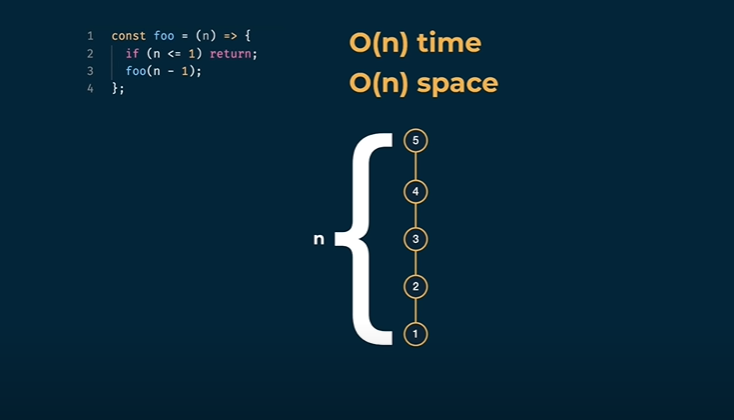 1 const foo = (n) => {
2 if (n <= 1) return;
3 foo(n - 1);
4 };
O(n) time
O(n) space
5
4
n
3
2
1